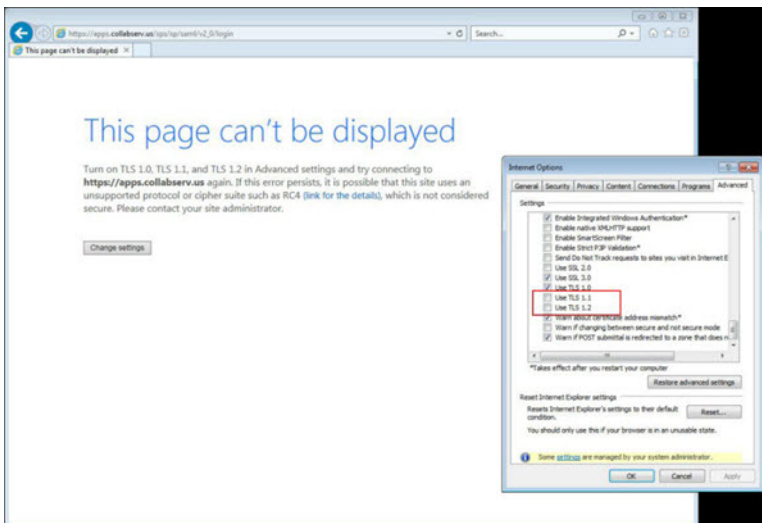 https://apps.collabserv.us/sps/sp/saml/v2_0/login
Search...
This page can't be displayed
This page can't be displayed
Turn on TLS 1.0, TLS 1.1, and TLS 1.2 in Advanced settings and try connecting to
https://apps.collabserv.us again. If this error persists, it is possible that this site uses an
unsupported protocol or cipher suite such as RC4 (link for the details), which is not considered
secure. Please contact your site administrator.
Change settings
Internet Options
General Security Privacy Content Connections Programs Advanced
Settings
Enable Integrated Windows Authentication*
Enable native XMLHTTP support
Enable SmartScreen Filter
Enable Strict P3P Validation*
Send Do Not Track requests to sites you visit in Internet E
Use SSL 2.0
Use SSL 3.0
Use TLS 1.0
Use TLS 1.1
Use TLS 1.2
Warn about certificate address mismatch*
Warn if changing between secure and not secure mode
Warn if POST submittal is redirected to a zone that does n
*Takes effect after you restart your computer
Restore advanced settings
Reset Internet Explorer settings
Resets Internet Explorer's settings to their default
condition.
Reset...
You should only use this if your browser is in an unusable state.
Some settings are managed by your system administrator.
OK Cancel Apply